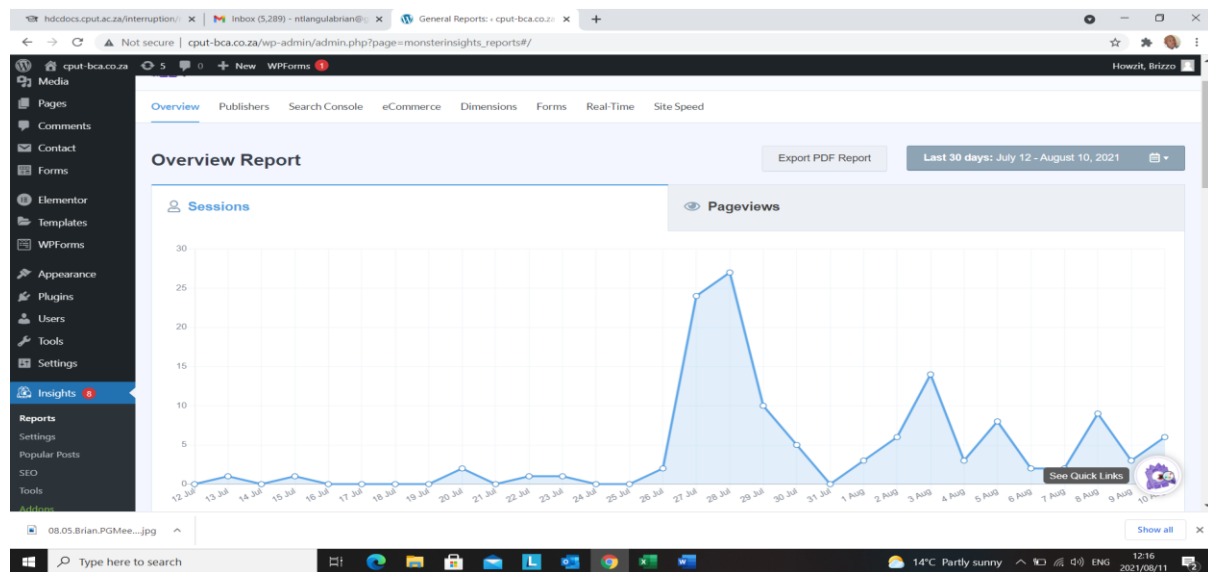 hdcdocs.cput.ac.za/interruption/
Inbox (5,289) - ntlangulabrian@g
General Reports: ‹ cput-bca.co.za
Not secure | cput-bca.co.za/wp-admin/admin.php?page=monsterinsights_reports#/
cput-bca.co.za 5 0 + New WPForms 1
Howzit, Brizzo
Media
Pages
Comments
Contact
Forms
Elementor
Templates
WPForms
Appearance
Plugins
Users
Tools
Settings
Insights 8
Reports
Settings
Popular Posts
SEO
Tools
Addons
Overview Publishers Search Console eCommerce Dimensions Forms Real-Time Site Speed
Overview Report
Export PDF Report
Last 30 days: July 12 - August 10, 2021
Sessions
Pageviews
30
25
20
15
10
5
0
12 Jul 13 Jul 14 Jul 15 Jul 16 Jul 17 Jul 18 Jul 19 Jul 20 Jul 21 Jul 22 Jul 23 Jul 24 Jul 25 Jul 26 Jul 27 Jul 28 Jul 29 Jul 30 Jul 31 Jul 1 Aug 2 Aug 3 Aug 4 Aug 5 Aug 6 Aug 7 Aug 8 Aug 9 Aug 10
See Quick Links
08.05.Brian.PGMee....jpg
Show all
Type here to search
14°C Partly sunny
ENG
12:16
2021/08/11
2